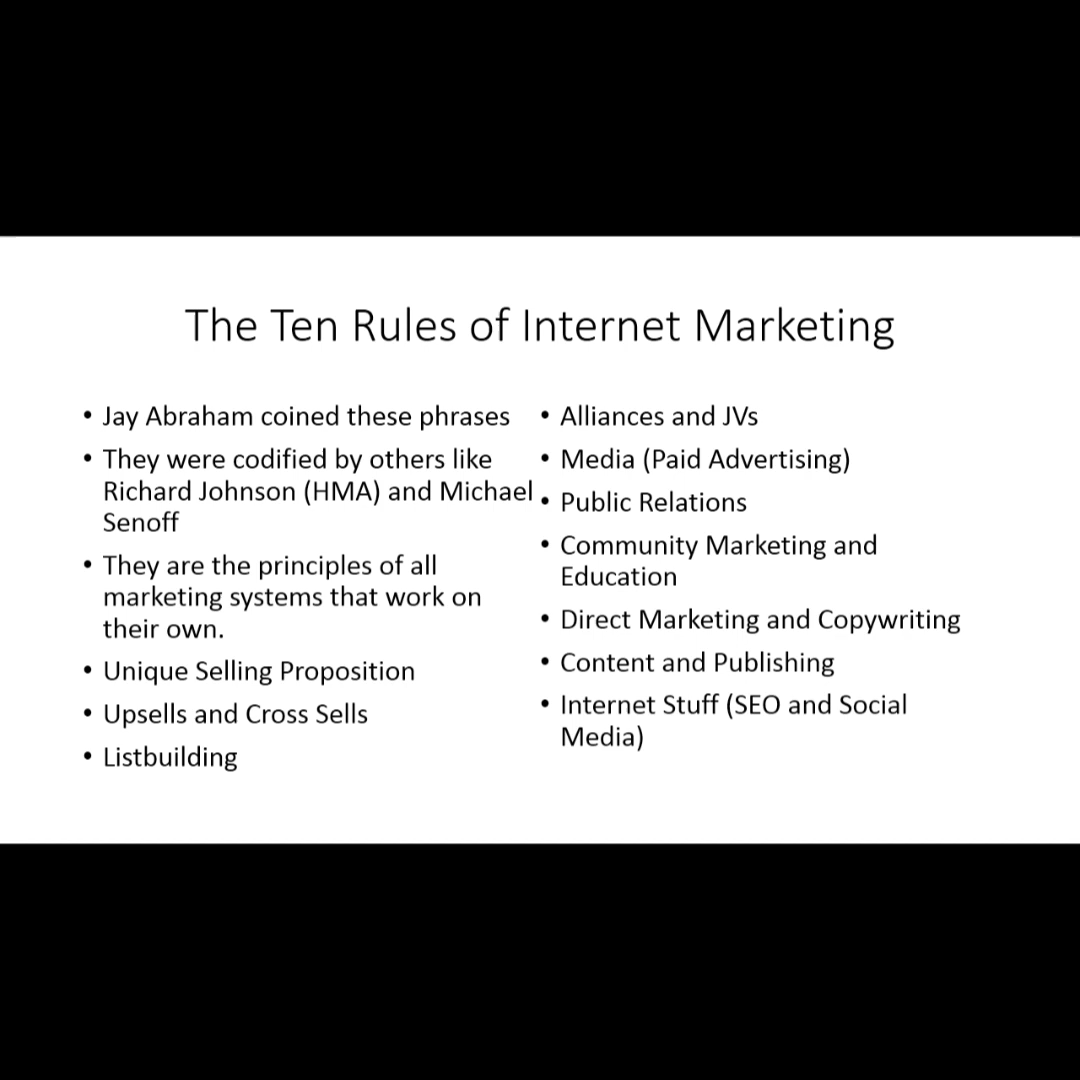 The Ten Rules of Internet Marketing
• Jay Abraham coined these phrases
• They were codified by others like
Richard Johnson (HMA) and Michael
Senoff
• They are the principles of all
marketing systems that work on
their own.
• Unique Selling Proposition
• Upsells and Cross Sells
• Listbuilding
• Alliances and JVs
• Media (Paid Advertising)
• Public Relations
• Community Marketing and
Education
• Direct Marketing and Copywriting
• Content and Publishing
• Internet Stuff (SEO and Social
Media)